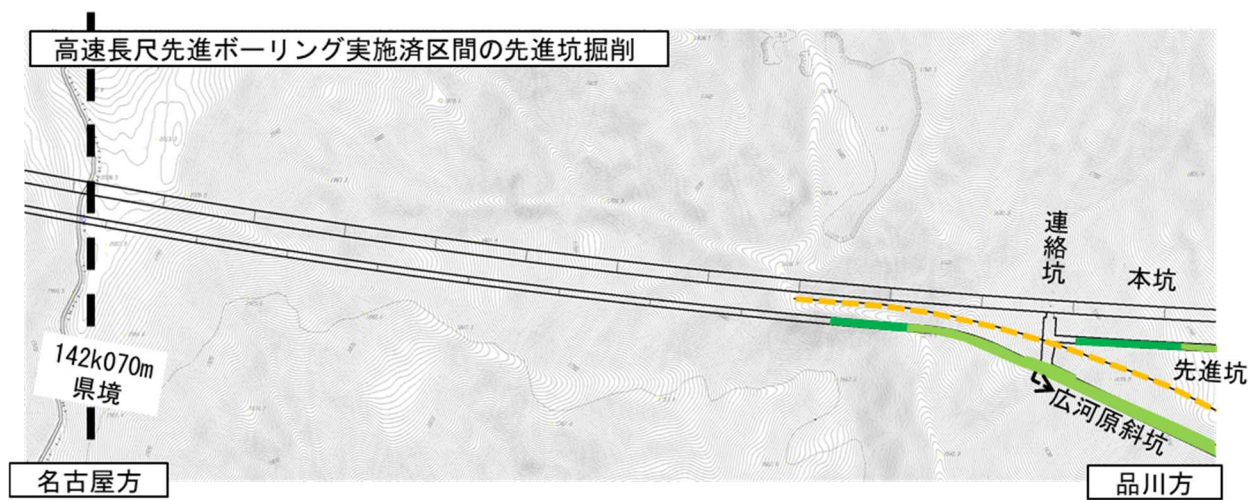 高速長尺先進ボーリング実施済区間の先進坑掘削
連絡坑
本坑
先進坑
広河原斜坑
142k070m
県境
名古屋方
品川方